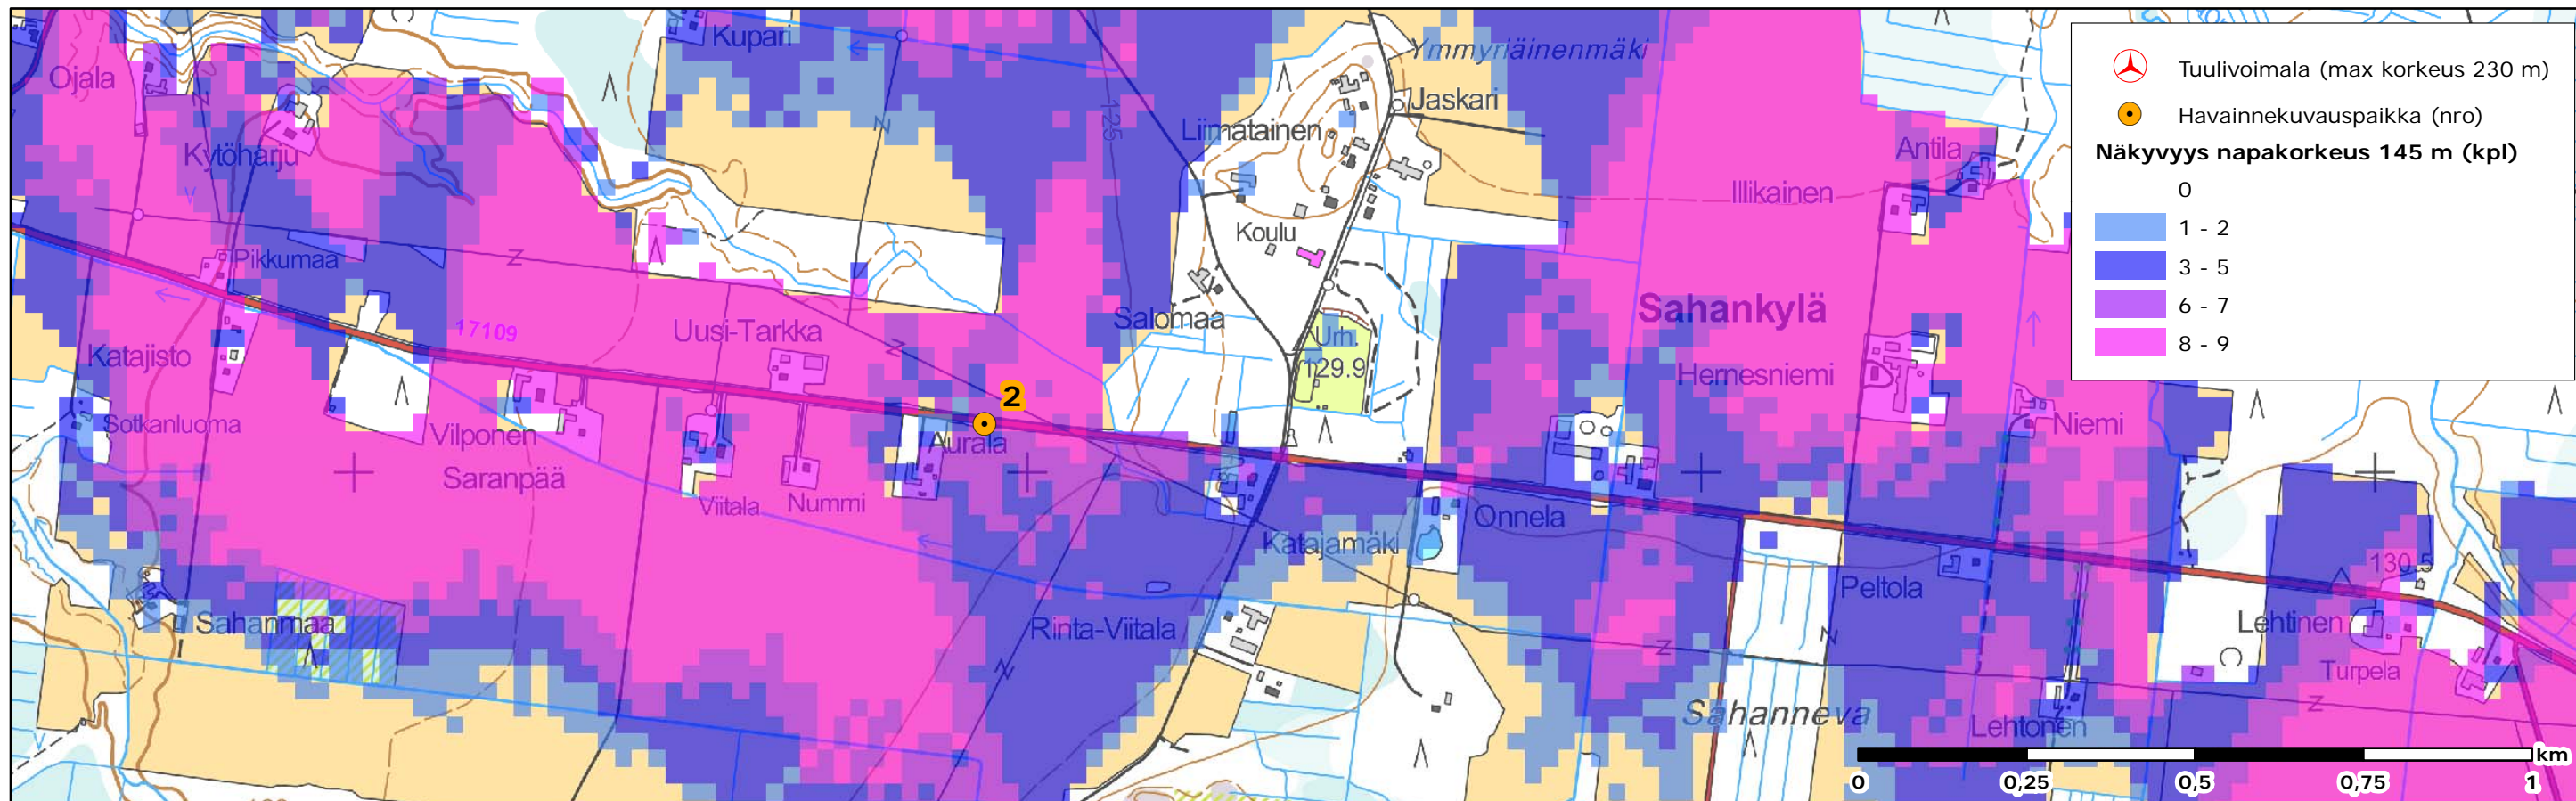 Kupari
Ymmyriäinenmäki
Ojala
Jaskari
125
Liimatainen
Kytöharju
Antila
Illikainen
Koulu
Pikkumaa
Salomaa
Sahankylä
17109
Uusi-Tarkka
Urh.
129.9
Katajisto
Hernesniemi
2
Sotkanluoma
Vilponen
Aurala
Niemi
Saranpää
Viitala
Nummi
Onnela
Katajamäki
130.5
Peltola
Sahanmaa
Rinta-Viitala
Lehtinen
Turpela
Sahanneva
Lehtonen
Tuulivoimala (max korkeus 230 m)
Havainnekuvauspaikka (nro)
Näkyvyys napakorkeus 145 m (kpl)
0
1 - 2
3 - 5
6 - 7
8 - 9
km
0 0,25 0,5 0,75 1